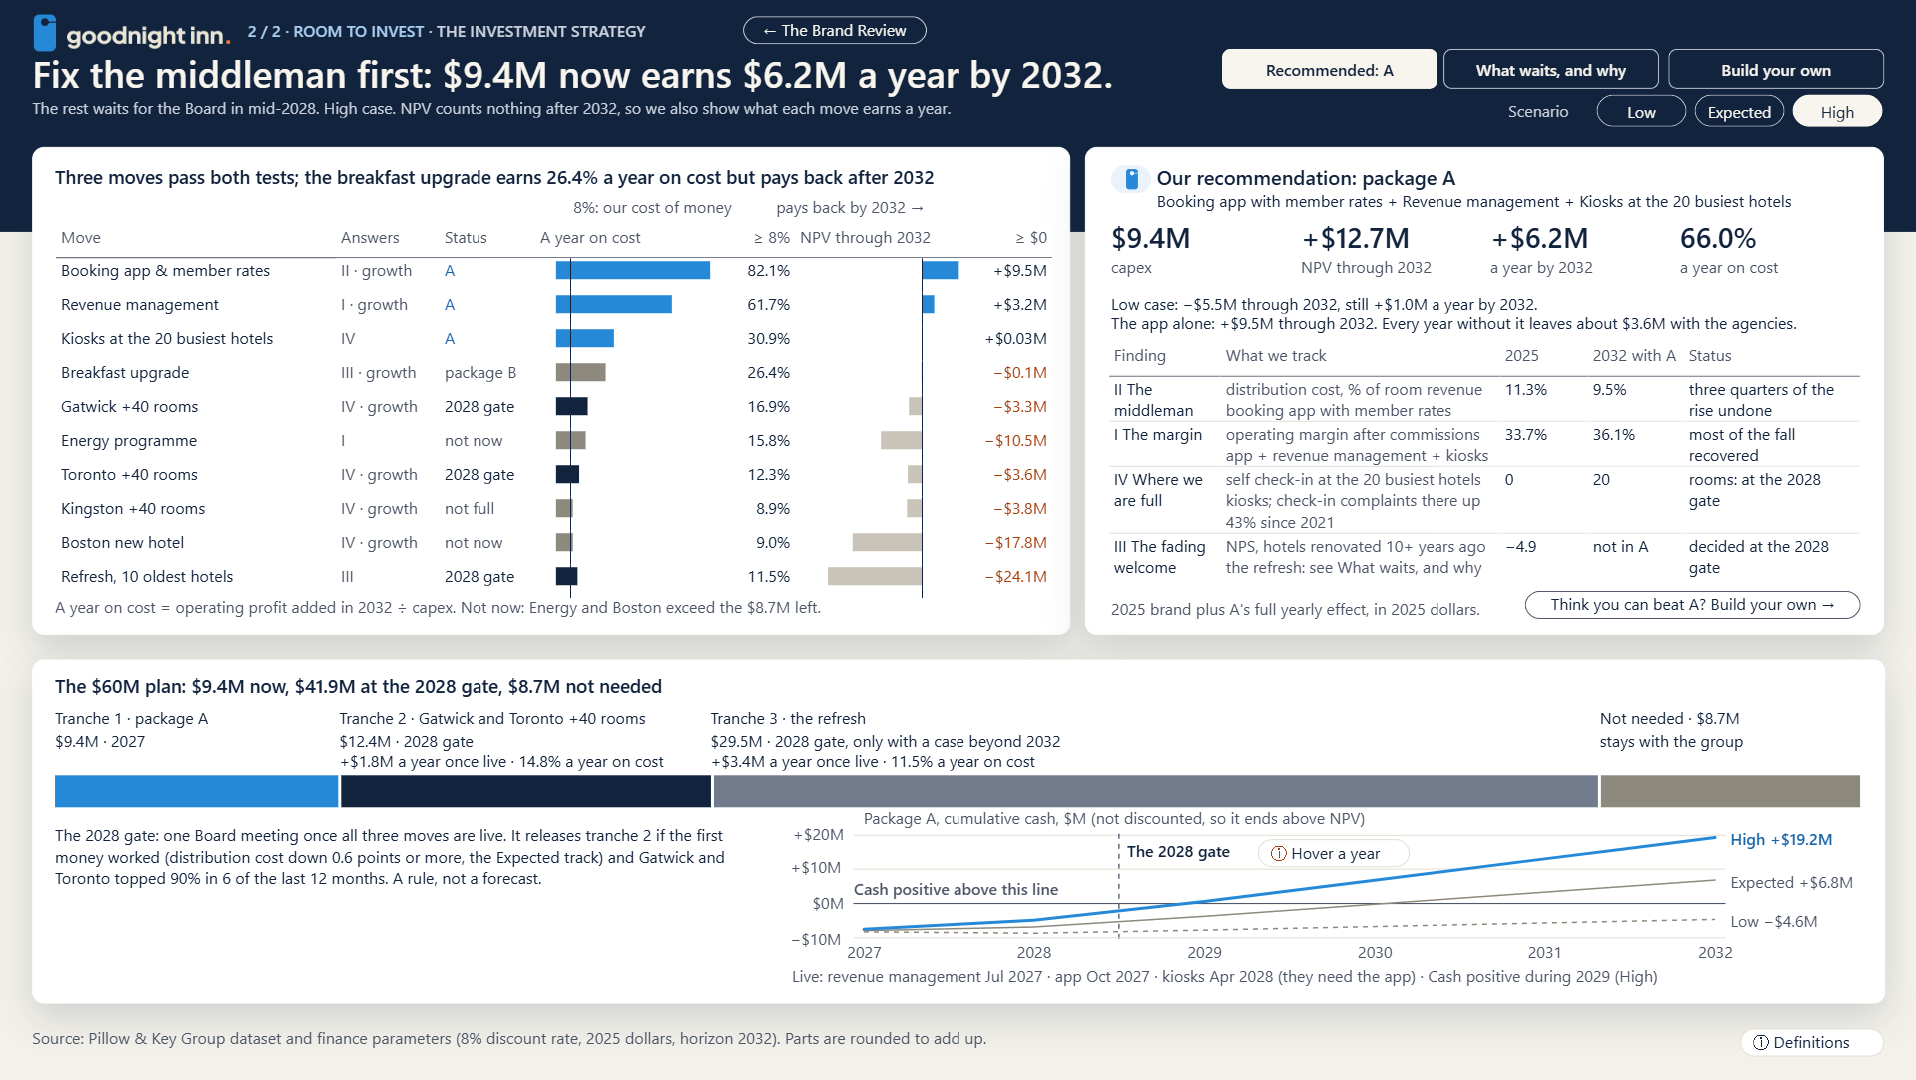 goodnight inn.
2 / 2 · ROOM TO INVEST · THE INVESTMENT STRATEGY
← The Brand Review
Fix the middleman first: $9.4M now earns $6.2M a year by 2032.
The rest waits for the Board in mid-2028. High case. NPV counts nothing after 2032, so we also show what each move earns a year.
Recommended: A
What waits, and why
Build your own
Scenario
Low
Expected
High
Three moves pass both tests; the breakfast upgrade earns 26.4% a year on cost but pays back after 2032
8%: our cost of money
pays back by 2032 →
Move Answers Status A year on cost ≥ 8% NPV through 2032 ≥ $0
Booking app & member rates II · growth A 82.1% +$9.5M
Revenue management I · growth A 61.7% +$3.2M
Kiosks at the 20 busiest hotels IV A 30.9% +$0.03M
Breakfast upgrade III · growth package B 26.4% −$0.1M
Gatwick +40 rooms IV · growth 2028 gate 16.9% −$3.3M
Energy programme I not now 15.8% −$10.5M
Toronto +40 rooms IV · growth 2028 gate 12.3% −$3.6M
Kingston +40 rooms IV · growth not full 8.9% −$3.8M
Boston new hotel IV · growth not now 9.0% −$17.8M
Refresh, 10 oldest hotels III 2028 gate 11.5% −$24.1M
A year on cost = operating profit added in 2032 ÷ capex. Not now: Energy and Boston exceed the $8.7M left.
Our recommendation: package A
Booking app with member rates + Revenue management + Kiosks at the 20 busiest hotels
$9.4M +$12.7M +$6.2M 66.0%
capex NPV through 2032 a year by 2032 a year on cost
Low case: −$5.5M through 2032, still +$1.0M a year by 2032.
The app alone: +$9.5M through 2032. Every year without it leaves about $3.6M with the agencies.
Finding What we track 2025 2032 with A Status
II The distribution cost, % of room revenue 11.3% 9.5% three quarters of the
middleman booking app with member rates rise undone
I The margin operating margin after commissions 33.7% 36.1% most of the fall
app + revenue management + kiosks recovered
IV Where we self check-in at the 20 busiest hotels 0 20 rooms: at the 2028
are full kiosks; check-in complaints there up gate
43% since 2021
III The fading NPS, hotels renovated 10+ years ago −4.9 not in A decided at the 2028
welcome the refresh: see What waits, and why gate
2025 brand plus A's full yearly effect, in 2025 dollars.
Think you can beat A? Build your own →
The $60M plan: $9.4M now, $41.9M at the 2028 gate, $8.7M not needed
Tranche 1 · package A
$9.4M · 2027
Tranche 2 · Gatwick and Toronto +40 rooms
$12.4M · 2028 gate
+$1.8M a year once live · 14.8% a year on cost
Tranche 3 · the refresh
$29.5M · 2028 gate, only with a case beyond 2032
+$3.4M a year once live · 11.5% a year on cost
Not needed · $8.7M
stays with the group
The 2028 gate: one Board meeting once all three moves are live. It releases tranche 2 if the first
money worked (distribution cost down 0.6 points or more, the Expected track) and Gatwick and
Toronto topped 90% in 6 of the last 12 months. A rule, not a forecast.
Package A, cumulative cash, $M (not discounted, so it ends above NPV)
+$20M
+$10M
$0M
−$10M
The 2028 gate
ⓘ Hover a year
Cash positive above this line
High +$19.2M
Expected +$6.8M
Low −$4.6M
2027 2028 2029 2030 2031 2032
Live: revenue management Jul 2027 · app Oct 2027 · kiosks Apr 2028 (they need the app) · Cash positive during 2029 (High)
Source: Pillow & Key Group dataset and finance parameters (8% discount rate, 2025 dollars, horizon 2032). Parts are rounded to add up.
ⓘ Definitions